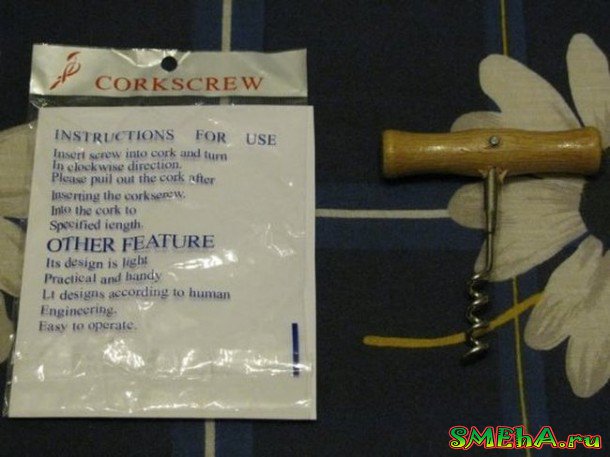 CORKSCREW
INSTRUCTIONS FOR USE
Insert screw into cork and turn
In clockwise direction.
Please pull out the cork after
Inserting the corkserew.
Into the cork to
Specified iength.
OTHER FEATURE
Its design is light
Practical and handy
Lt designs according to human
Engineering.
Easy to operate.
SMEhA.ru